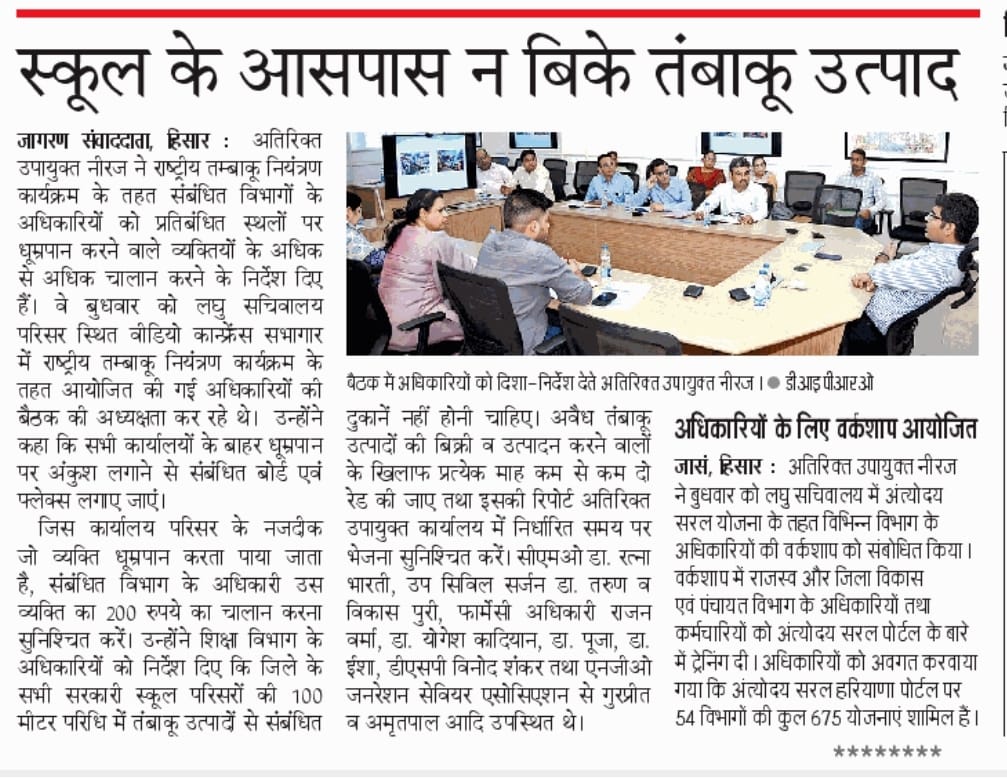 स्कूल के आसपास न बिके तंबाकू उत्पाद
जागरण संवाददाता, हिसार : अतिरिक्त
उपायुक्त नीरज ने राष्ट्रीय तम्बाकू नियंत्रण
कार्यक्रम के तहत संबंधित विभागों के
अधिकारियों को प्रतिबंधित स्थलों पर
धूम्रपान करने वाले व्यक्तियों के अधिक
से अधिक चालान करने के निर्देश दिए
हैं। वे बुधवार को लघु सचिवालय
परिसर स्थित वीडियो कान्फ्रेंस सभागार
में राष्ट्रीय तम्बाकू नियंत्रण कार्यक्रम के
तहत आयोजित की गई अधिकारियों की
बैठक की अध्यक्षता कर रहे थे। उन्होंने
कहा कि सभी कार्यालयों के बाहर धूम्रपान
पर अंकुश लगाने से संबंधित बोर्ड एवं
फ्लेक्स लगाए जाएं।
जिस कार्यालय परिसर के नजदीक
जो व्यक्ति धूम्रपान करता पाया जाता
है, संबंधित विभाग के अधिकारी उस
व्यक्ति का 200 रुपये का चालान करना
सुनिश्चित करें। उन्होंने शिक्षा विभाग के
अधिकारियों को निर्देश दिए कि जिले के
सभी सरकारी स्कूल परिसरों की 100
मीटर परिधि में तंबाकू उत्पादों से संबंधित
बैठक में अधिकारियों को दिशा-निर्देश देते अतिरिक्त उपायुक्त नीरज। ● डीआइपीआरओ
दुकानें नहीं होनी चाहिए। अवैध तंबाकू
उत्पादों की बिक्री व उत्पादन करने वालों
के खिलाफ प्रत्येक माह कम से कम दो
रेड की जाए तथा इसकी रिपोर्ट अतिरिक्त
उपायुक्त कार्यालय में निर्धारित समय पर
भेजना सुनिश्चित करें। सीएमओ डा. रत्ना
भारती, उप सिविल सर्जन डा. तरुण व
विकास पुरी, फार्मेसी अधिकारी राजन
वर्मा, डा. योगेश कादियान, डा. पूजा, डा.
ईशा, डीएसपी विनोद शंकर तथा एनजीओ
जनरेशन सेवियर एसोसिएशन से गुरप्रीत
व अमृतपाल आदि उपस्थित थे।
अधिकारियों के लिए वर्कशाप आयोजित
जासं, हिसार : अतिरिक्त उपायुक्त नीरज
ने बुधवार को लघु सचिवालय में अंत्योदय
सरल योजना के तहत विभिन्न विभाग के
अधिकारियों की वर्कशाप को संबोधित किया।
वर्कशाप में राजस्व और जिला विकास
एवं पंचायत विभाग के अधिकारियों तथा
कर्मचारियों को अंत्योदय सरल पोर्टल के बारे
में ट्रेनिंग दी। अधिकारियों को अवगत करवाया
गया कि अंत्योदय सरल हरियाणा पोर्टल पर
54 विभागों की कुल 675 योजनाएं शामिल हैं।
********